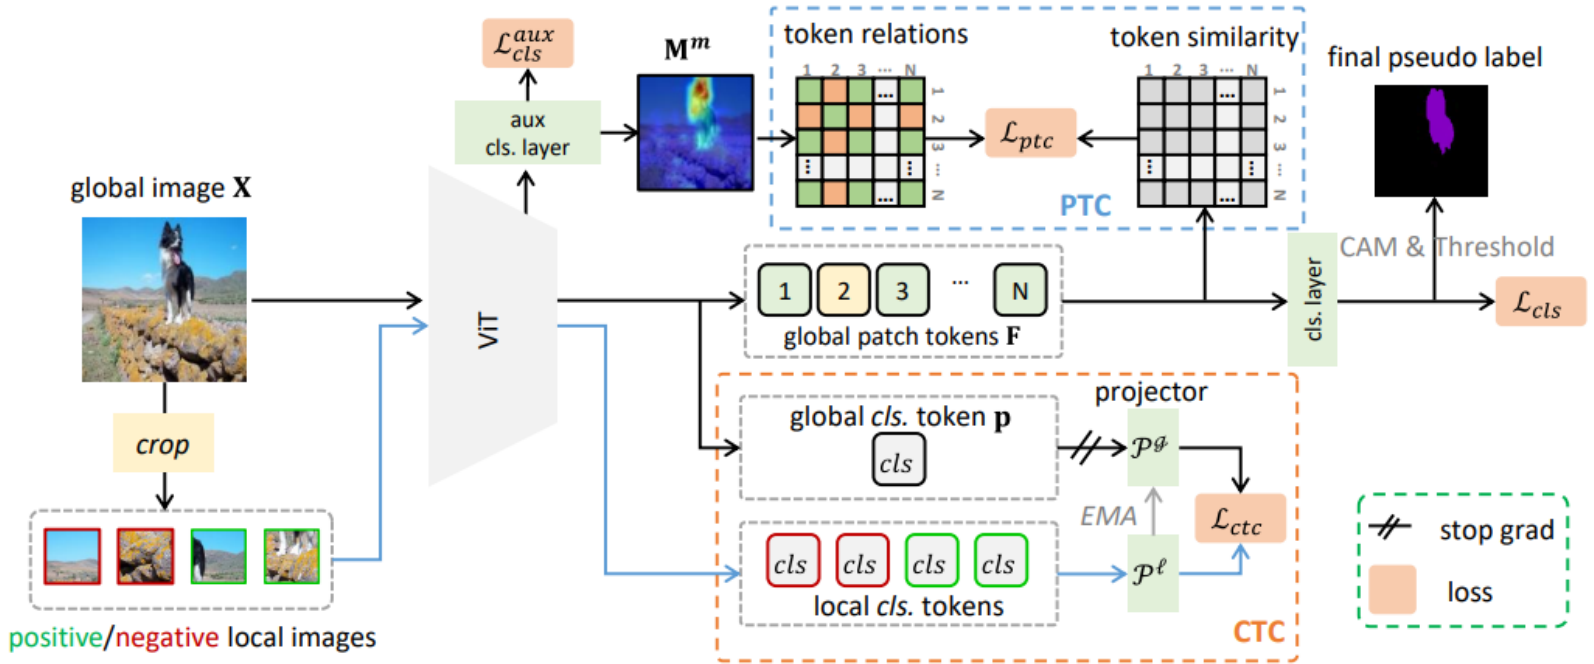 ℒ_cls^aux
M^m
token relations
token similarity
1 2 3 ... N
1 2 3 ... N
final pseudo label
aux
cls. layer
...
1
2
3
...
N
ℒ_ptc
...
1
2
3
...
N
⋮ ⋮
⋮ ⋮
...
...
PTC
global image X
CAM & Threshold
ViT
1 2 3 ... N
global patch tokens F
cls. layer
ℒ_cls
crop
projector
global cls. token p
cls
𝒫^g
EMA
ℒ_ctc
cls cls cls cls
𝒫^ℓ
local cls. tokens
CTC
stop grad
loss
positive/negative local images